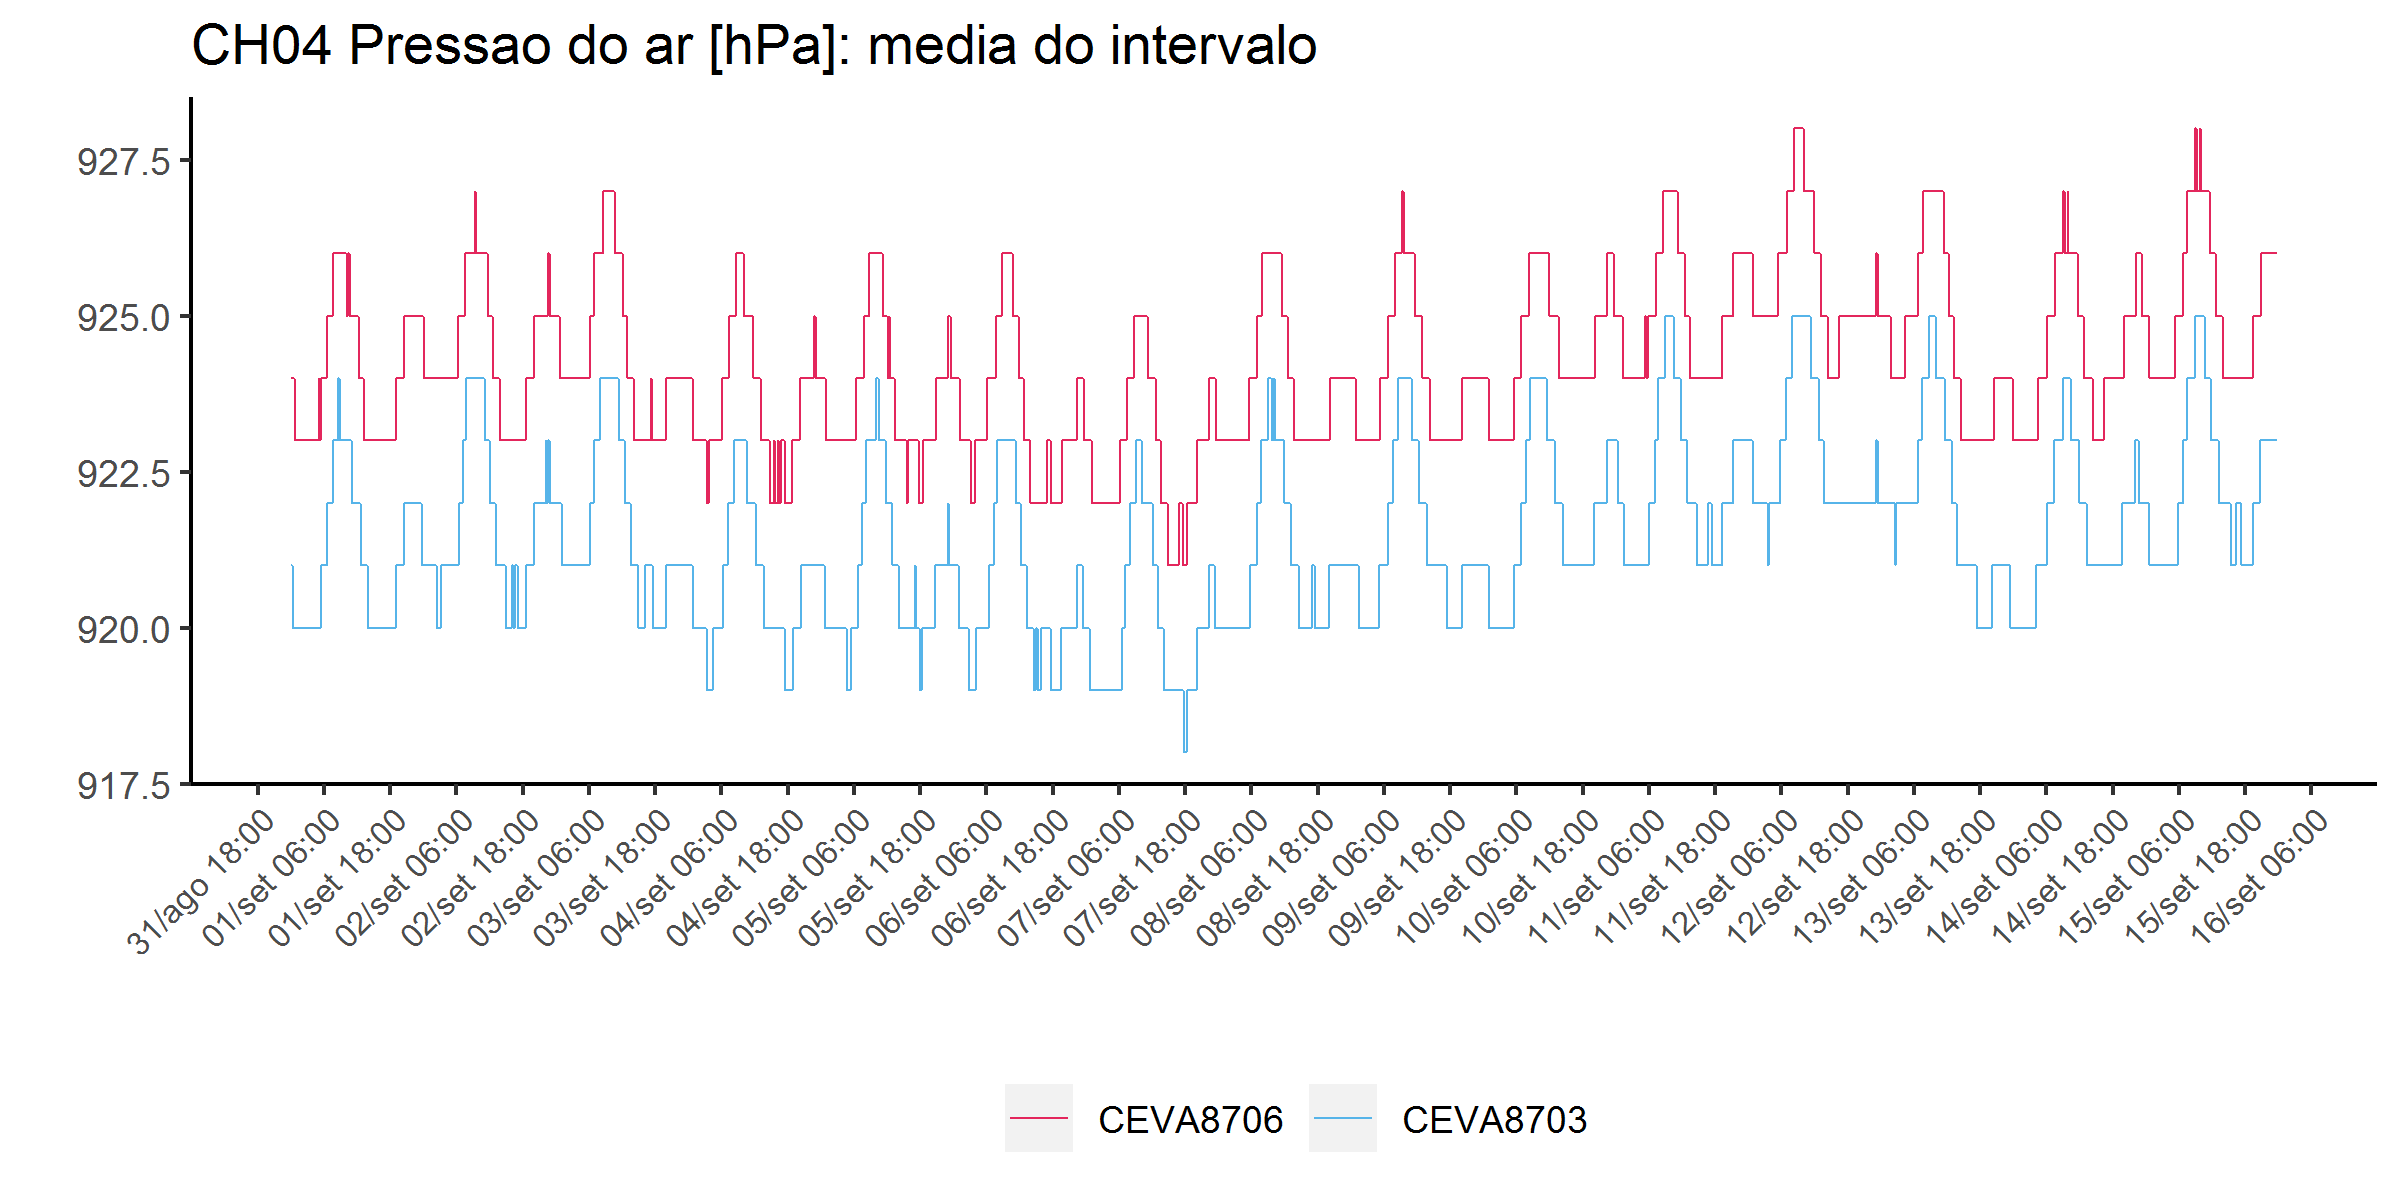 CH04 Pressao do ar [hPa]: media do intervalo
927.5
925.0
922.5
920.0
917.5
31/ago 18:00
01/set 06:00
01/set 18:00
02/set 06:00
02/set 18:00
03/set 06:00
03/set 18:00
04/set 06:00
04/set 18:00
05/set 06:00
05/set 18:00
06/set 06:00
06/set 18:00
07/set 06:00
07/set 18:00
08/set 06:00
08/set 18:00
09/set 06:00
09/set 18:00
10/set 06:00
10/set 18:00
11/set 06:00
11/set 18:00
12/set 06:00
12/set 18:00
13/set 06:00
13/set 18:00
14/set 06:00
14/set 18:00
15/set 06:00
15/set 18:00
16/set 06:00
CEVA8706 CEVA8703